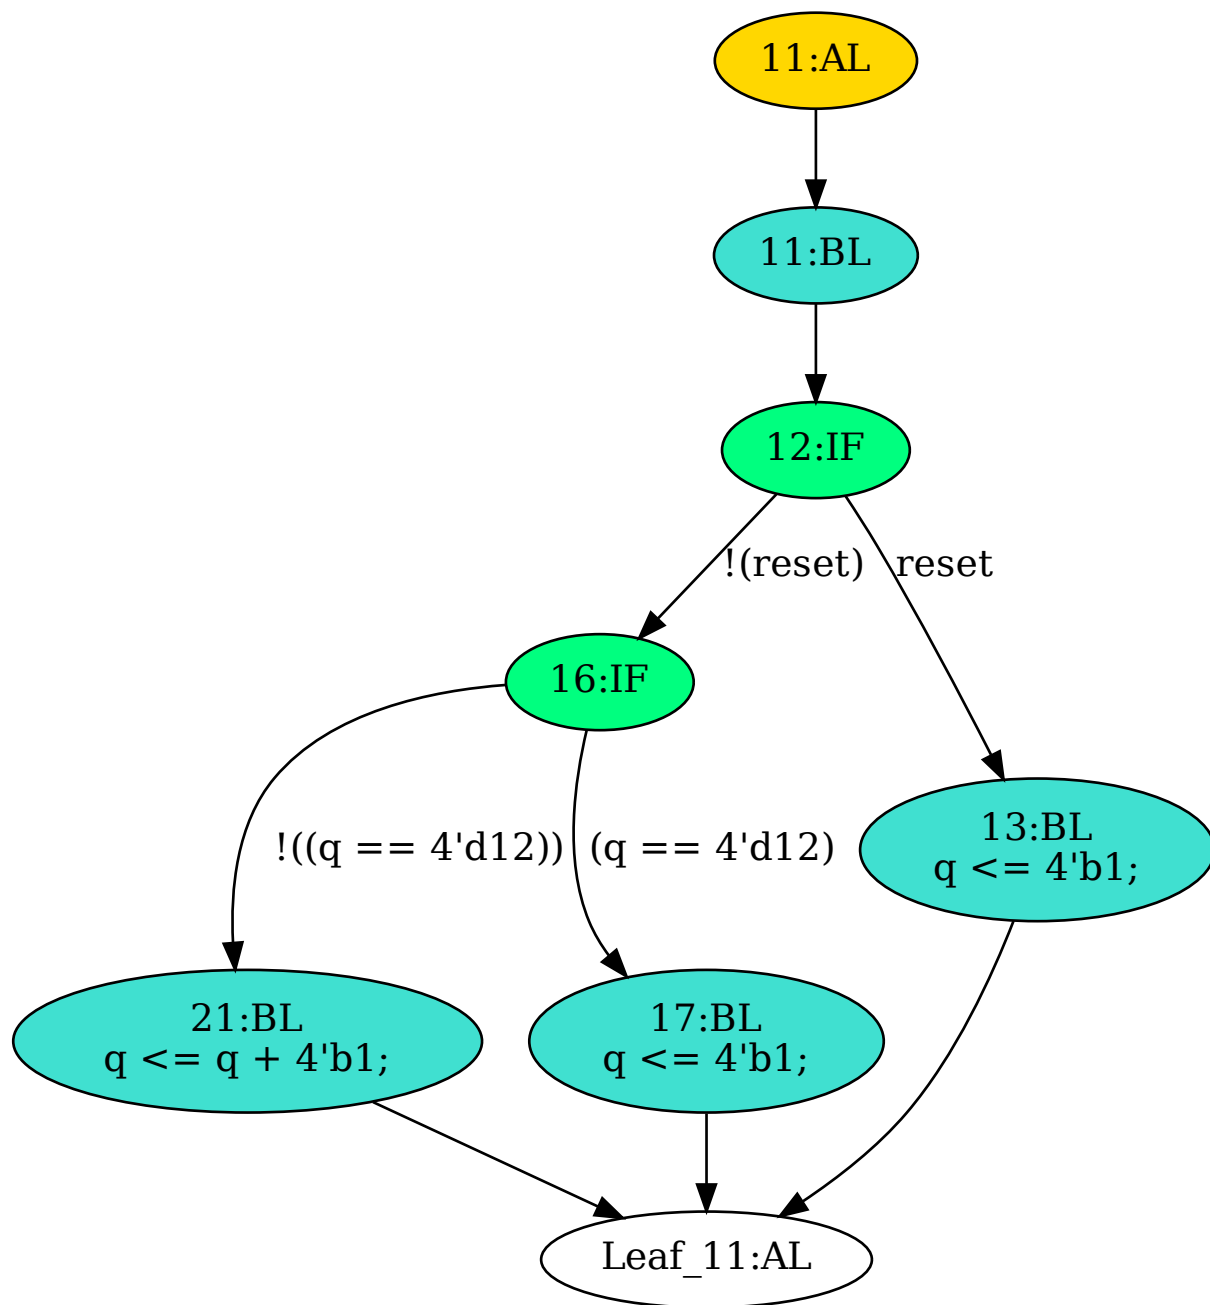 11:AL
11:BL
12:IF
!(reset)
reset
16:IF
13:BL
q <= 4'b1;
!((q == 4'd12))
(q == 4'd12)
21:BL
q <= q + 4'b1;
17:BL
q <= 4'b1;
Leaf_11:AL